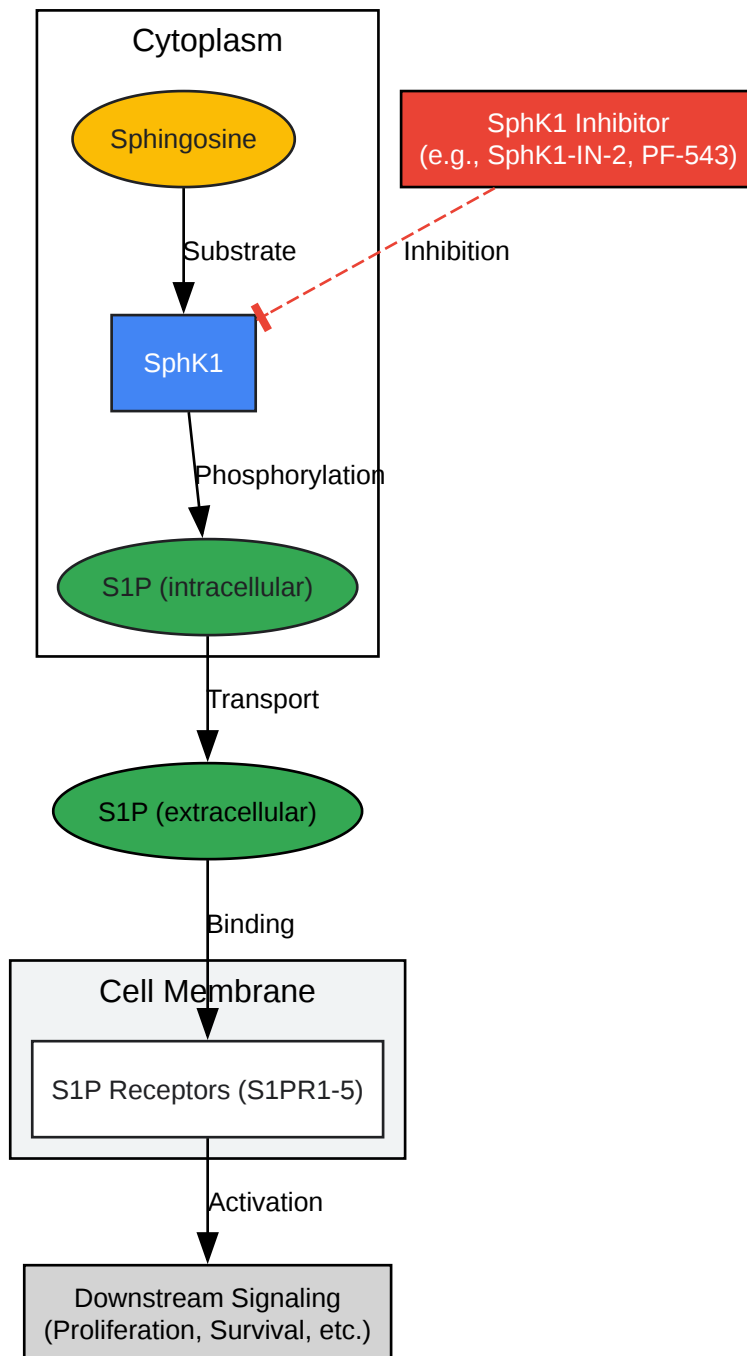 Cytoplasm
Sphingosine
SphK1 Inhibitor
(e.g., SphK1-IN-2, PF-543)
Substrate
Inhibition
SphK1
Phosphorylation
S1P (intracellular)
Transport
S1P (extracellular)
Binding
Cell Membrane
S1P Receptors (S1PR1-5)
Activation
Downstream Signaling
(Proliferation, Survival, etc.)